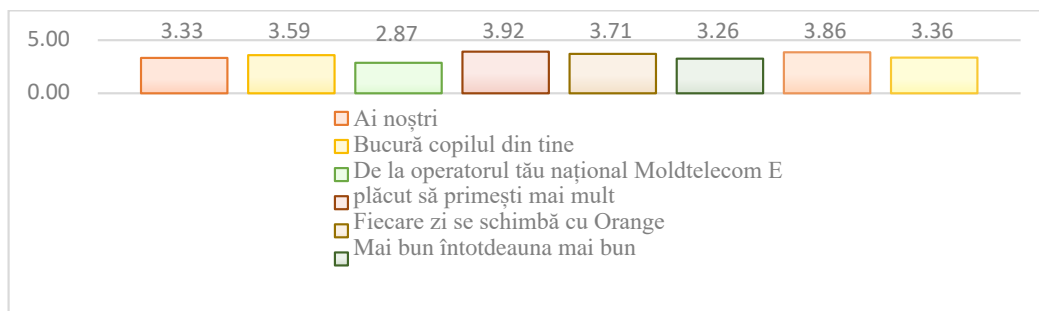 5.00
3.33 3.59 2.87 3.92 3.71 3.26 3.86 3.36
0.00
Ai noștri
Bucură copilul din tine
De la operatorul tău național Moldtelecom E
plăcut să primești mai mult
Fiecare zi se schimbă cu Orange
Mai bun întotdeauna mai bun